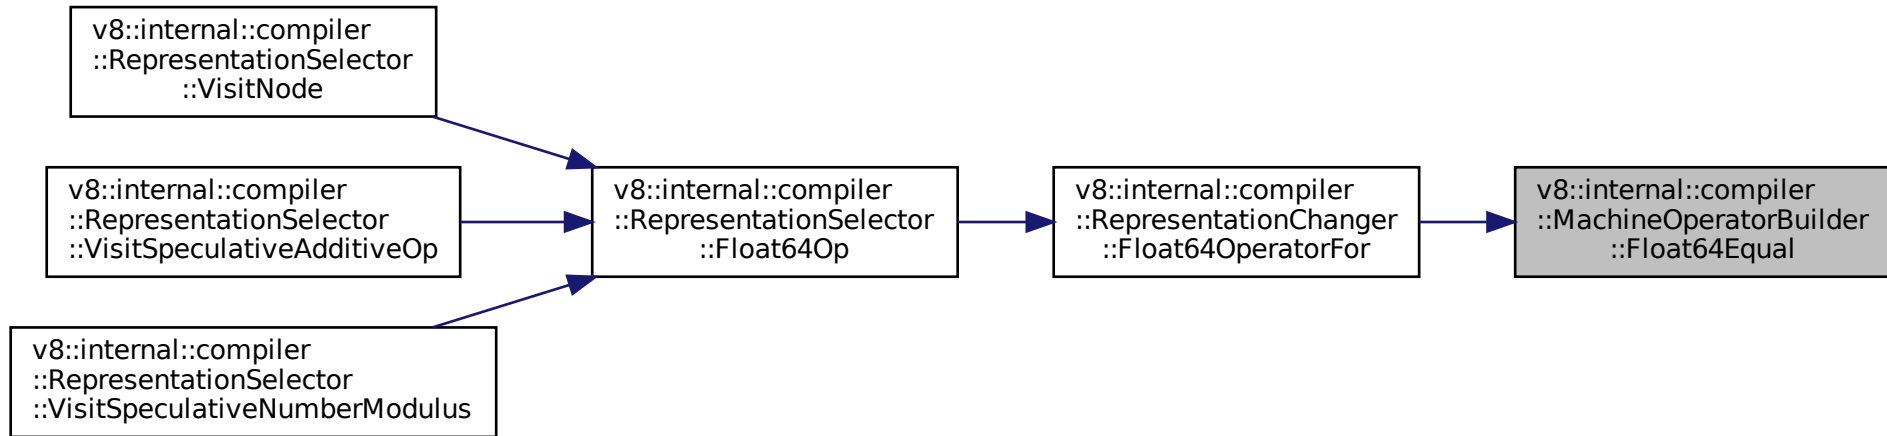 v8::internal::compiler
::RepresentationSelector
::VisitNode
v8::internal::compiler
::RepresentationSelector
::VisitSpeculativeAdditiveOp
v8::internal::compiler
::RepresentationSelector
::VisitSpeculativeNumberModulus
v8::internal::compiler
::RepresentationSelector
::Float64Op
v8::internal::compiler
::RepresentationChanger
::Float64OperatorFor
v8::internal::compiler
::MachineOperatorBuilder
::Float64Equal